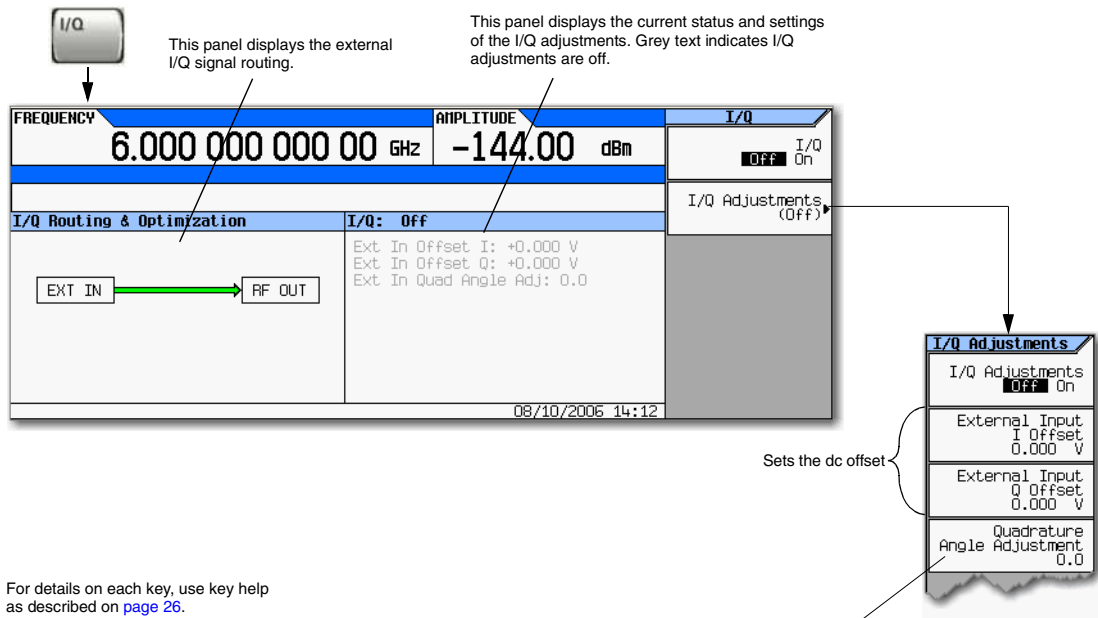 I/Q
This panel displays the external
I/Q signal routing.
This panel displays the current status and settings
of the I/Q adjustments. Grey text indicates I/Q
adjustments are off.
FREQUENCY
6.000 000 000 00 GHz
AMPLITUDE
-144.00 dBm
I/Q
I/Q
Off On
I/Q Adjustments
(Off)
I/Q Routing & Optimization
I/Q: Off
Ext In Offset I: +0.000 V
Ext In Offset Q: +0.000 V
Ext In Quad Angle Adj: 0.0
EXT IN
RF OUT
08/10/2006 14:12
I/Q Adjustments
I/Q Adjustments
Off On
Sets the dc offset
External Input
I Offset
0.000 V
External Input
Q Offset
0.000 V
Quadrature
Angle Adjustment
0.0
For details on each key, use key help
as described on page 26.